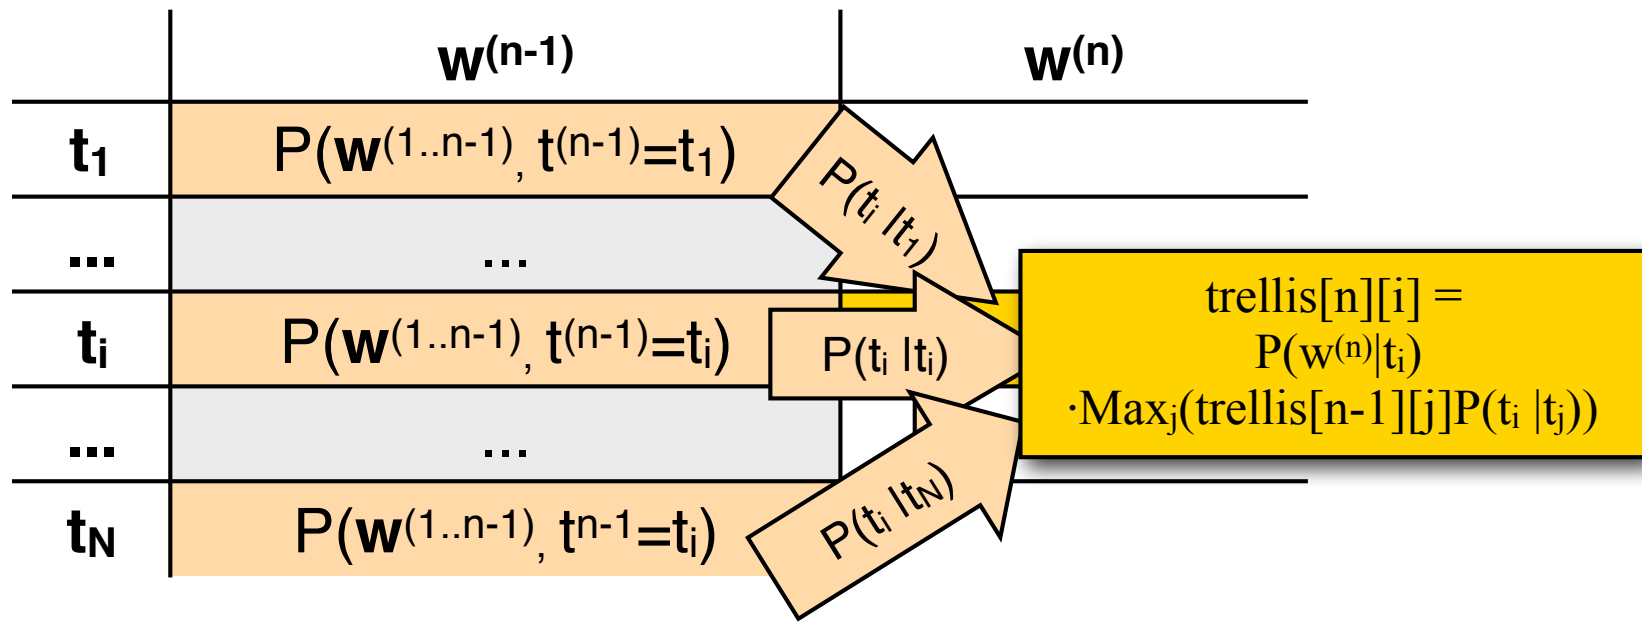 w(n-1) w(n)
t1 P(w(1..n-1), t(n-1)=t1)
... ...
ti P(w(1..n-1), t(n-1)=ti)
... ...
tN P(w(1..n-1), tn-1=ti)
P(ti |t1)
P(ti |ti)
P(ti |tN)
trellis[n][i] =
P(w(n)|ti)
·Maxj(trellis[n-1][j]P(ti |tj))